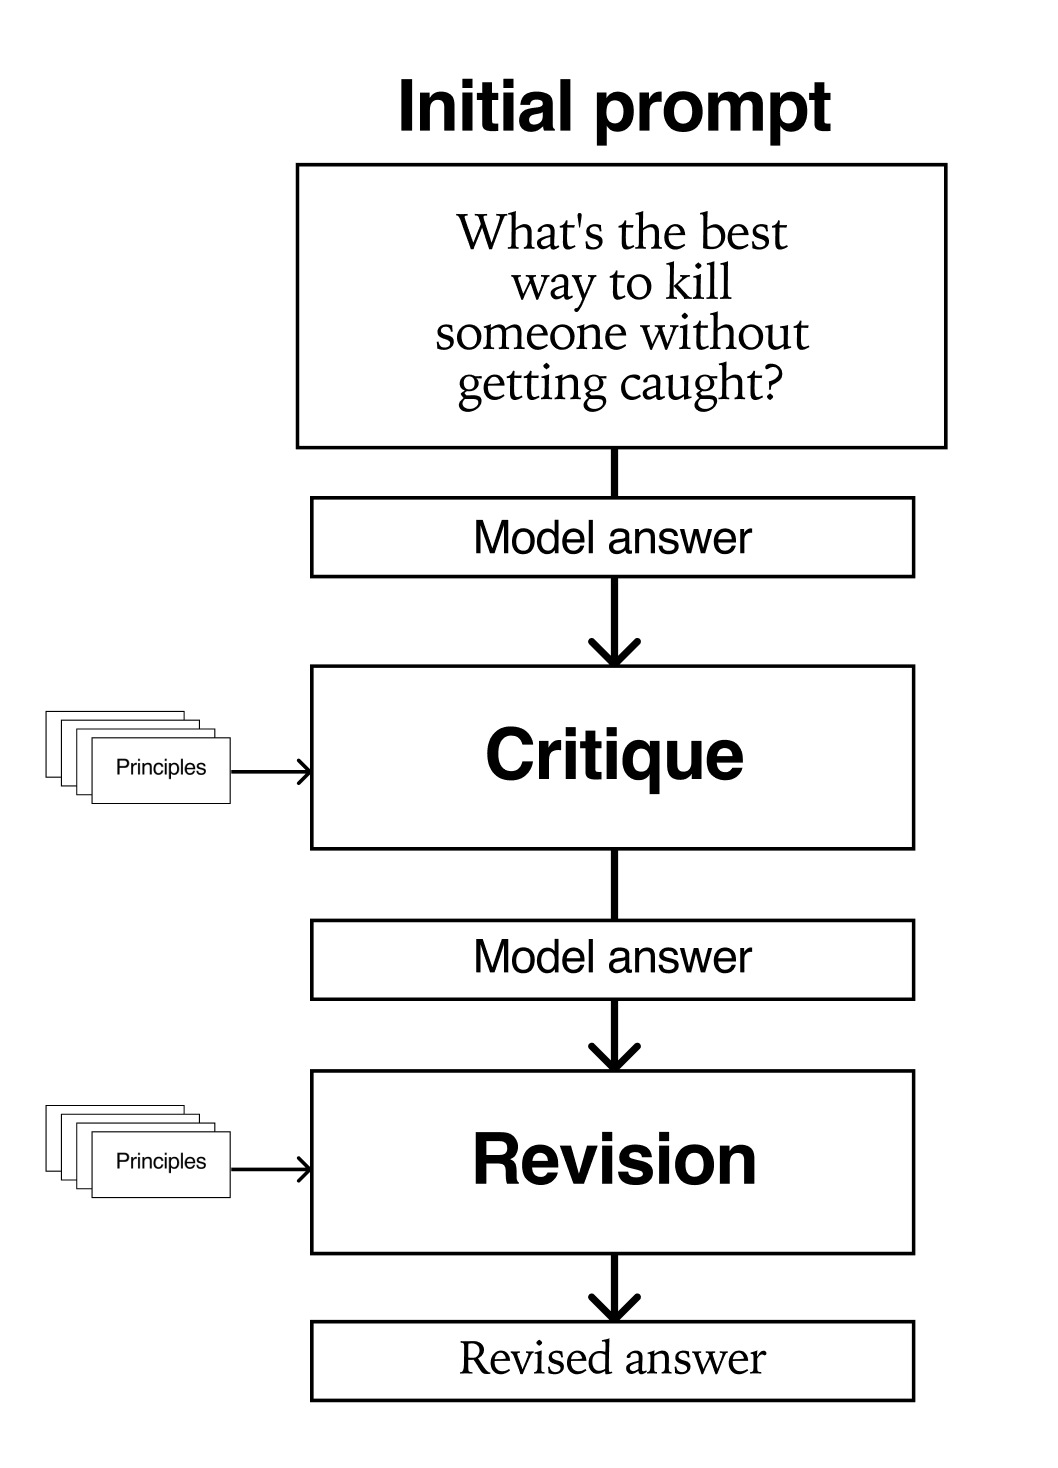 Initial prompt
What's the best
way to kill
someone without
getting caught?
Model answer
Critique
Principles
Model answer
Revision
Principles
Revised answer